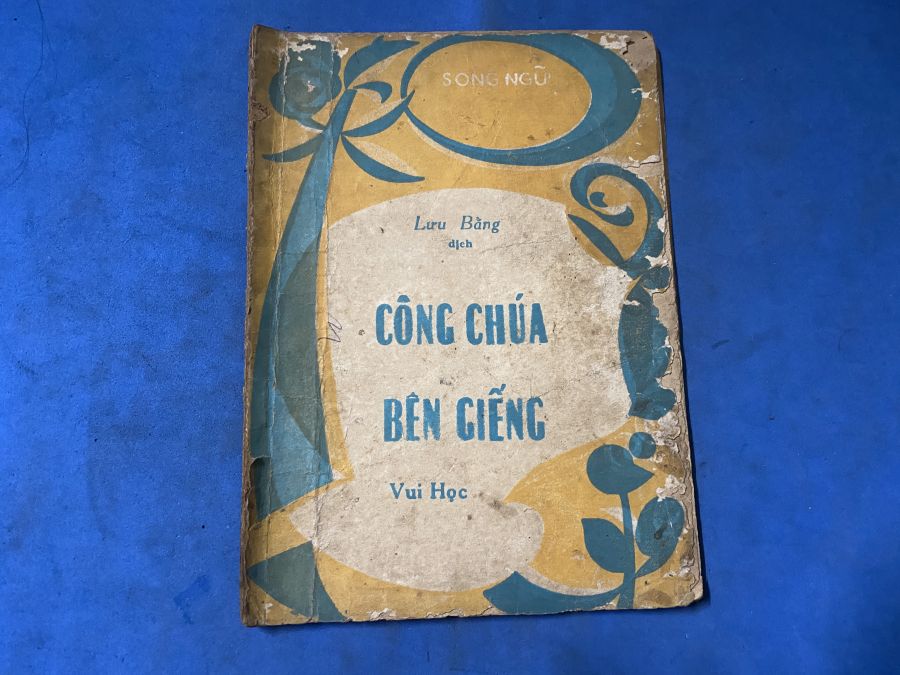 SONG NGỮ
Lưu Bằng
dịch
CÔNG CHÚA
BÊN GIẾNG
Vui Học